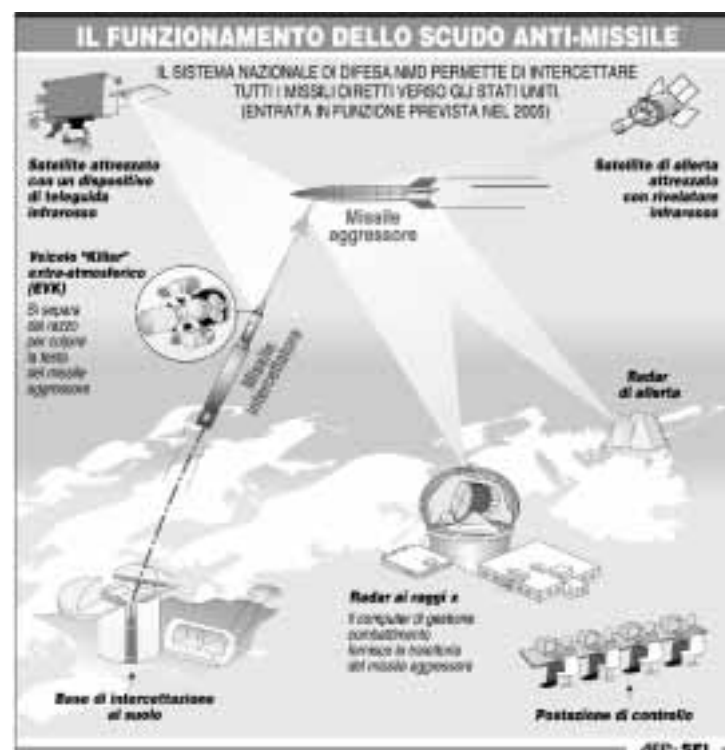 IL FUNZIONAMENTO DELLO SCUDO ANTI-MISSILE
IL SISTEMA NAZIONALE DI DIFESA NMD PERMETTE DI INTERCETTARE
TUTTI I MISSILI DIRETTI VERSO GLI STATI UNITI.
(ENTRATA IN FUNZIONE PREVISTA NEL 2005)
Satellite attrezzato
con un dispositivo
di teleguida
infrarosso
Satellite di allerta
attrezzato
con rivelatore
infrarosso
Missile
aggressore
Veicolo "Killer"
extra-atmosferico
(EVK)
Si separa
dal razzo
per colpire
la testa
del missile
aggressore
Missile
intercettore
Radar
di allerta
Radar ai raggi x
Il computer di gestione
combattimento
fornisce la traiettoria
del missile aggressore
Base di intercettazione
al suolo
Postazione di controllo
AFP - SFI